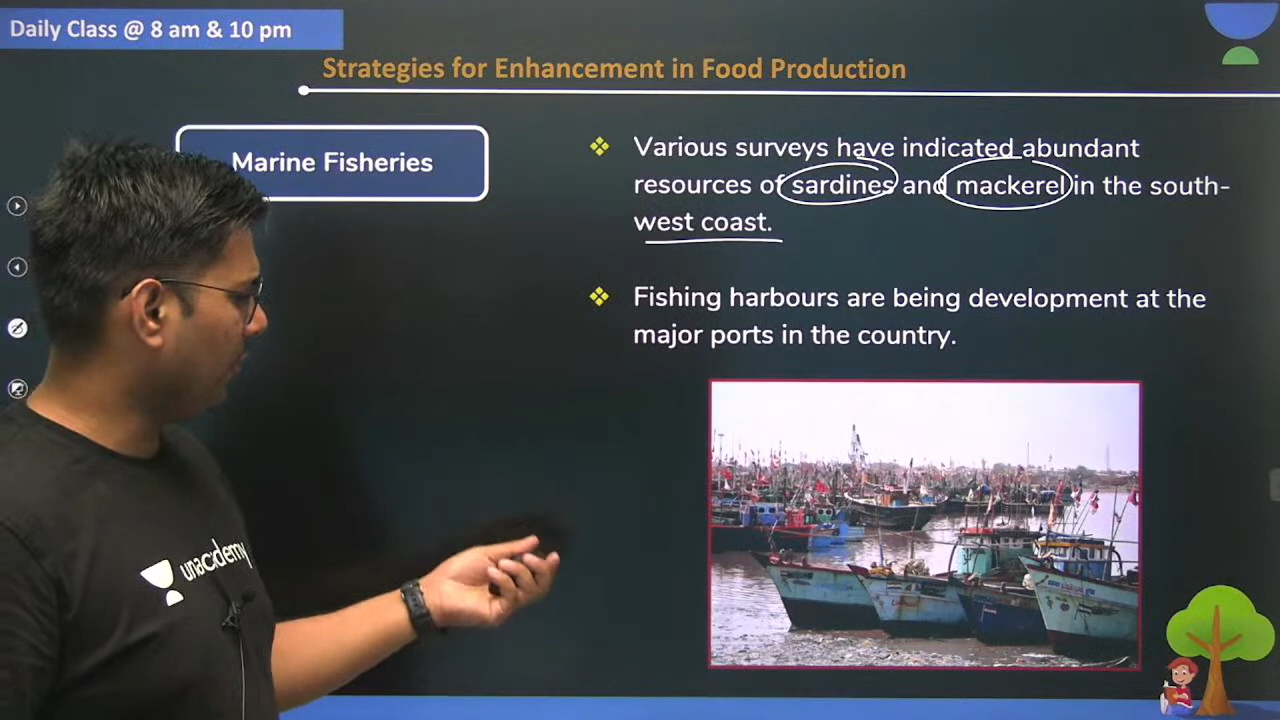 Daily Class @ 8 am & 10 pm
Strategies for Enhancement in Food Production
Marine Fisheries
Various surveys have indicated abundant
resources of sardines and mackerel in the south-
west coast.
Fishing harbours are being development at the
major ports in the country.
unacademy